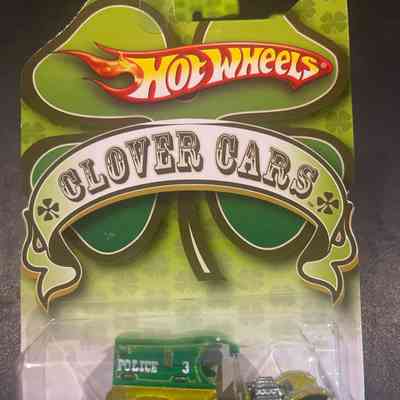 HOT WHEELS
CLOVER CARS
POLICE 3